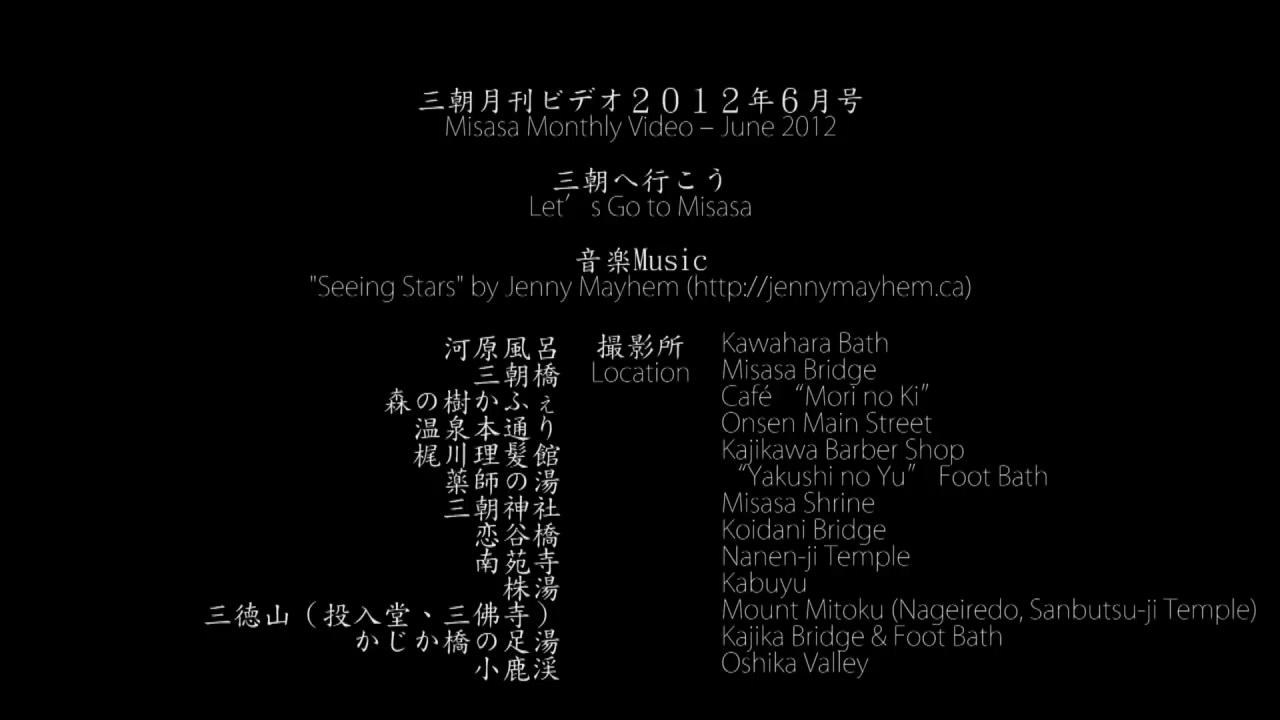 三朝月刊ビデオ２０１２年６月号
Misasa Monthly Video – June 2012
三朝へ行こう
Let’s Go to Misasa
音楽Music
"Seeing Stars" by Jenny Mayhem (http://jennymayhem.ca)
河原風呂 撮影所 Kawahara Bath
三朝橋 Location Misasa Bridge
森の樹かふぇ Café “Mori no Ki”
温泉本通り Onsen Main Street
梶川理髪館 Kajikawa Barber Shop
薬師の湯 “Yakushi no Yu” Foot Bath
三朝神社 Misasa Shrine
恋谷橋 Koidani Bridge
南苑寺 Nanen-ji Temple
株湯 Kabuyu
三徳山（投入堂、三佛寺） Mount Mitoku (Nageiredo, Sanbutsu-ji Temple)
かじか橋の足湯 Kajika Bridge & Foot Bath
小鹿渓 Oshika Valley